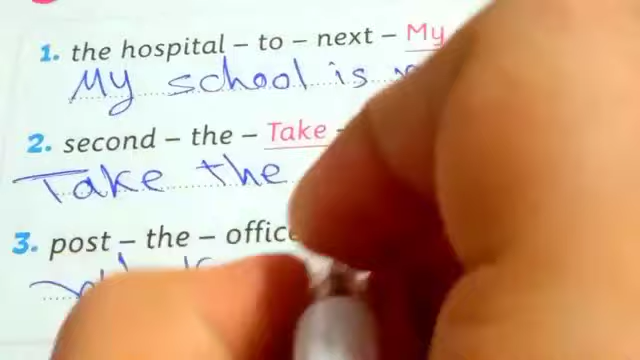 1. the hospital – to – next – My
My school is
2. second – the – Take –
Take the
3. post – the – office